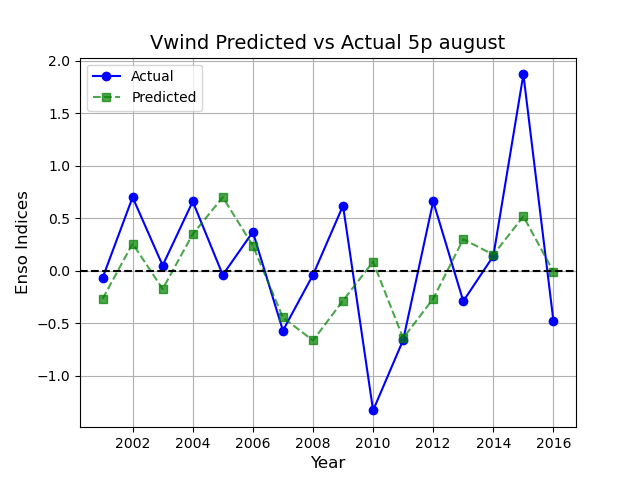 Vwind Predicted vs Actual 5p august
Actual
Predicted
Enso Indices
2.0
1.5
1.0
0.5
0.0
−0.5
−1.0
2002 2004 2006 2008 2010 2012 2014 2016
Year